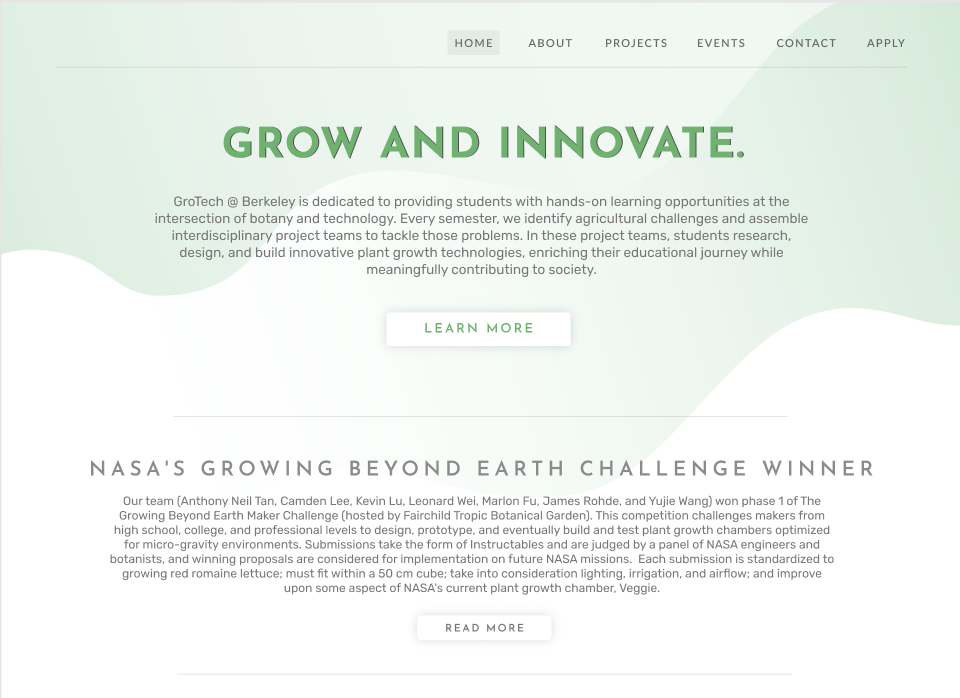 HOME ABOUT PROJECTS EVENTS CONTACT APPLY
GROW AND INNOVATE.
GroTech @ Berkeley is dedicated to providing students with hands-on learning opportunities at the
intersection of botany and technology. Every semester, we identify agricultural challenges and assemble
interdisciplinary project teams to tackle those problems. In these project teams, students research,
design, and build innovative plant growth technologies, enriching their educational journey while
meaningfully contributing to society.
LEARN MORE
NASA'S GROWING BEYOND EARTH CHALLENGE WINNER
Our team (Anthony Neil Tan, Camden Lee, Kevin Lu, Leonard Wei, Marlon Fu, James Rohde, and Yujie Wang) won phase 1 of The
Growing Beyond Earth Maker Challenge (hosted by Fairchild Tropic Botanical Garden). This competition challenges makers from
high school, college, and professional levels to design, prototype, and eventually build and test plant growth chambers optimized
for micro-gravity environments. Submissions take the form of Instructables and are judged by a panel of NASA engineers and
botanists, and winning proposals are considered for implementation on future NASA missions.  Each submission is standardized to
growing red romaine lettuce; must fit within a 50 cm cube; take into consideration lighting, irrigation, and airflow; and improve
upon some aspect of NASA's current plant growth chamber, Veggie.
READ MORE